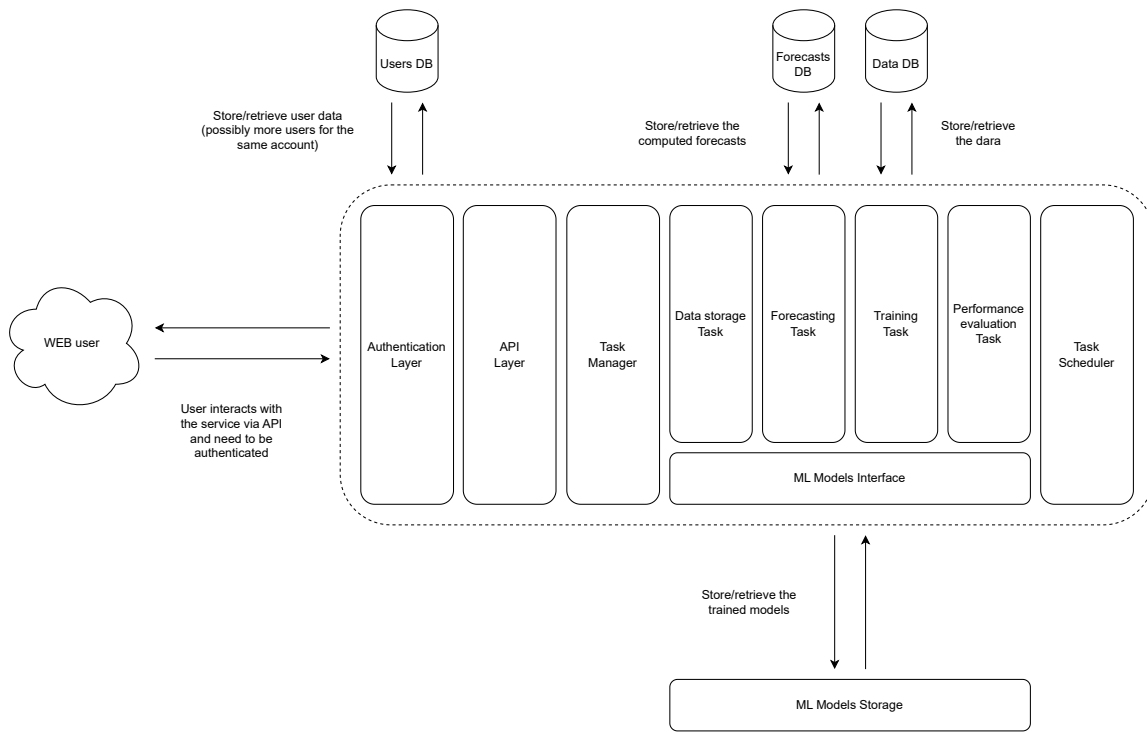 Users DB
Forecasts
DB
Data DB
Store/retrieve user data
(possibly more users for the
same account)
Store/retrieve the
computed forecasts
Store/retrieve
the dara
WEB user
User interacts with
the service via API
and need to be
authenticated
Authentication
Layer
API
Layer
Task
Manager
Data storage
Task
Forecasting
Task
Training
Task
Performance
evaluation
Task
Task
Scheduler
ML Models Interface
Store/retrieve the
trained models
ML Models Storage